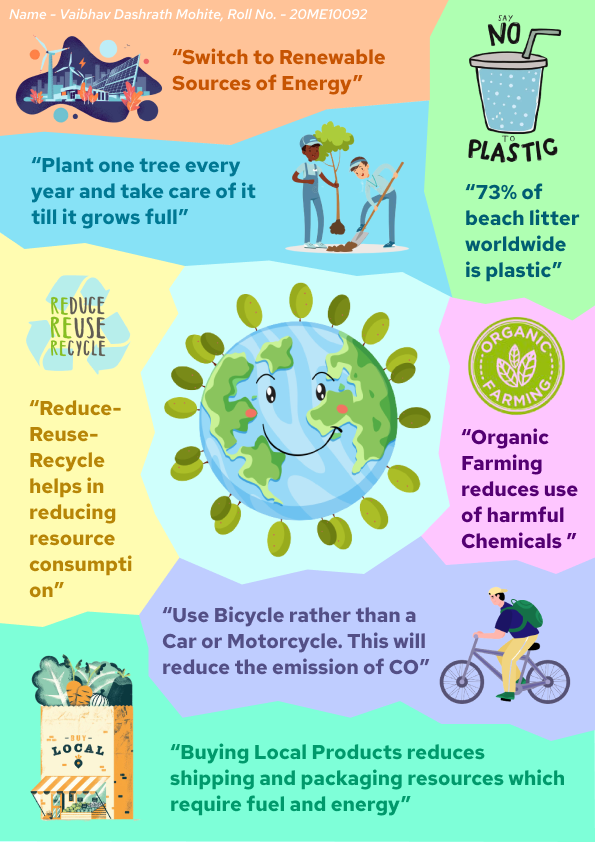 Name - Vaibhav Dashrath Mohite, Roll No. - 20ME10092
“Switch to Renewable
Sources of Energy”
SAY
NO
TO
PLASTIC
“73% of
beach litter
worldwide
is plastic”
“Plant one tree every
year and take care of it
till it grows full”
REDUCE
REUSE
RECYCLE
“Reduce-
Reuse-
Recycle
helps in
reducing
resource
consumpti
on”
ORGANIC
FARMING
“Organic
Farming
reduces use
of harmful
Chemicals ”
“Use Bicycle rather than a
Car or Motorcycle. This will
reduce the emission of CO”
BUY
LOCAL
“Buying Local Products reduces
shipping and packaging resources which
require fuel and energy”